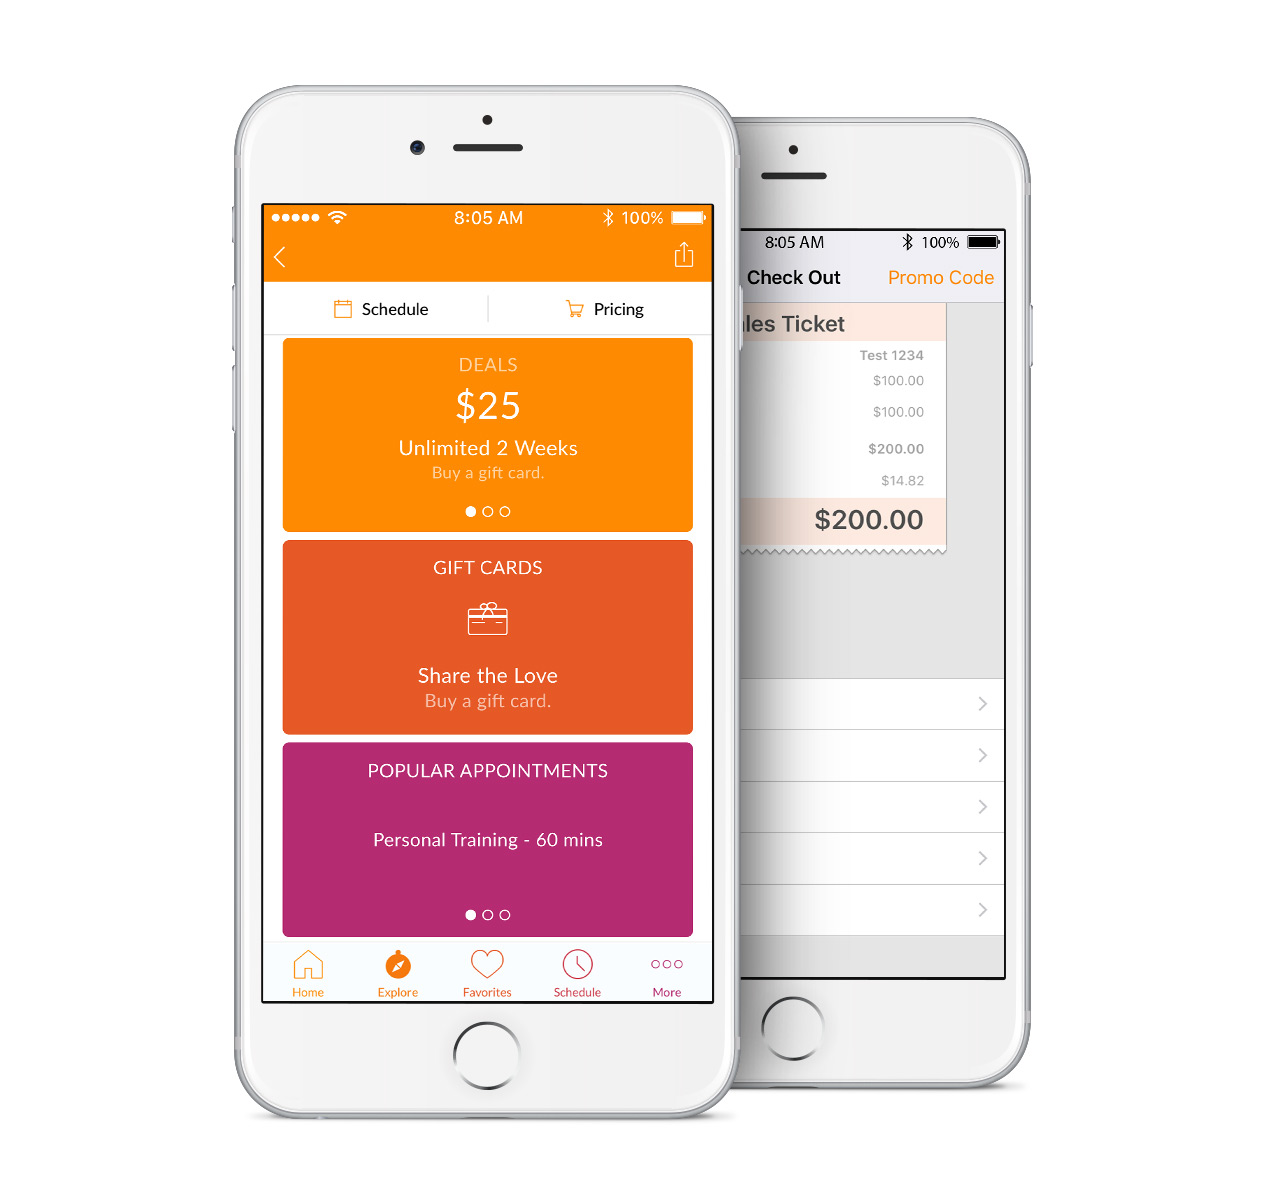 8:05 AM
100%
Schedule
Pricing
DEALS
$25
Unlimited 2 Weeks
Buy a gift card.
GIFT CARDS
Share the Love
Buy a gift card.
POPULAR APPOINTMENTS
Personal Training - 60 mins
Home
Explore
Favorites
Schedule
More
8:05 AM
100%
Check Out
Promo Code
les Ticket
Test 1234
$100.00
$100.00
$200.00
$14.82
$200.00